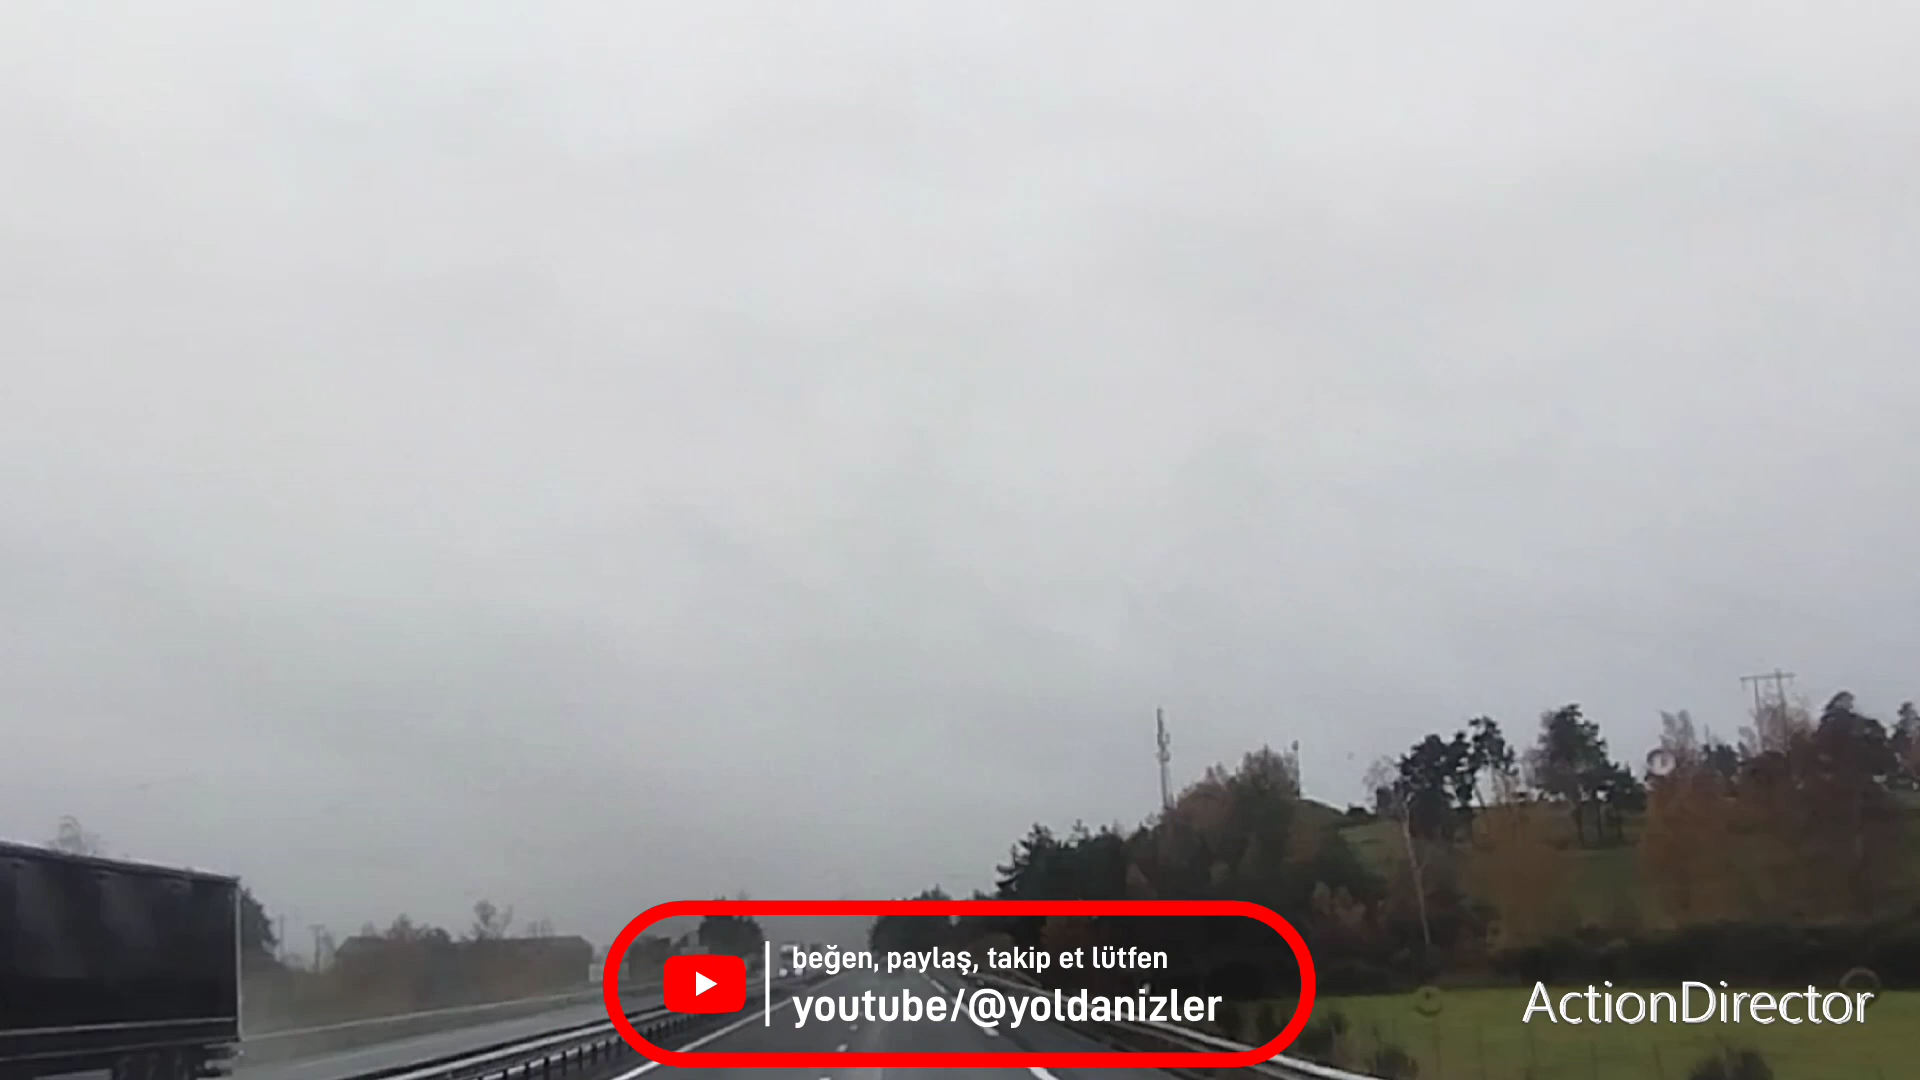 beğen, paylaş, takip et lütfen
youtube/@yoldanizler
ActionDirector